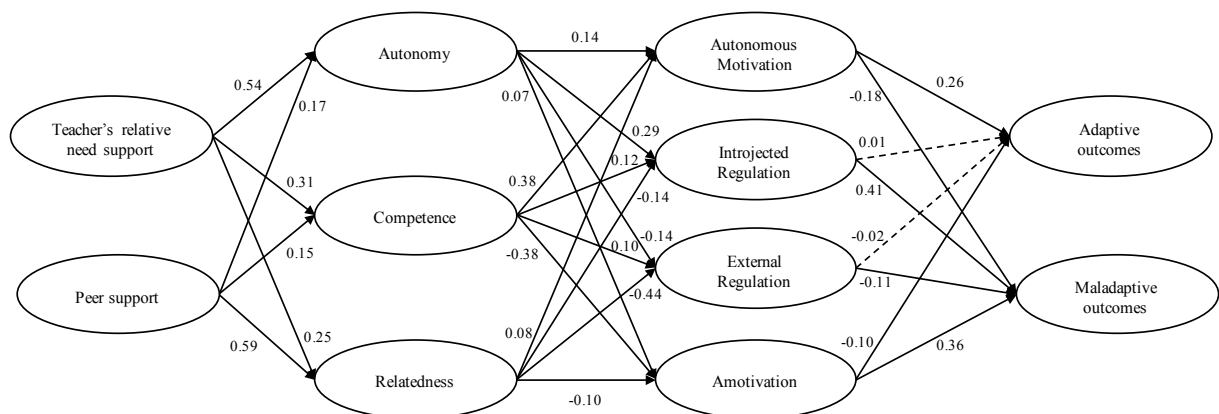 Autonomy
0.14
Autonomous
Motivation
0.54
0.17
0.07
0.26
-0.18
Teacher’s relative
need support
Adaptive
outcomes
0.29
0.12
Introjected
Regulation
0.01
0.31
0.38
-0.14
0.41
Competence
0.15
-0.38
-0.14
0.10
External
Regulation
-0.02
-0.11
Peer support
-0.44
Maladaptive
outcomes
0.59
0.25
0.08
-0.10
0.36
Relatedness
-0.10
Amotivation